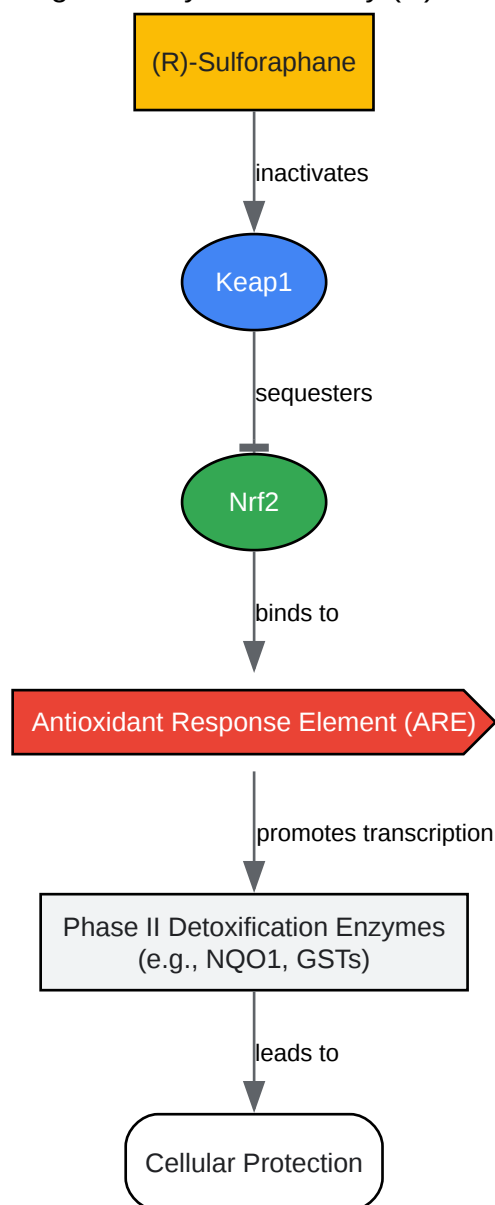 (R)-Sulforaphane
inactivates
Keap1
sequesters
Nrf2
binds to
Antioxidant Response Element (ARE)
promotes transcription
Phase II Detoxification Enzymes
(e.g., NQO1, GSTs)
leads to
Cellular Protection